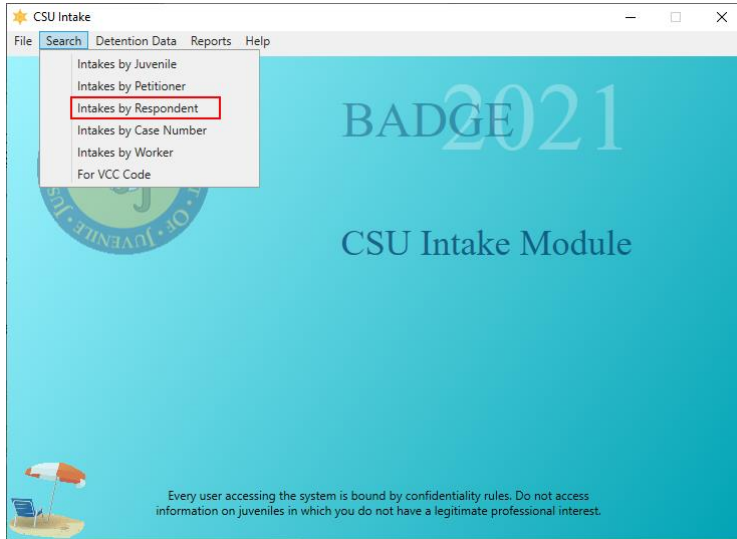 CSU Intake
File Search Detention Data Reports Help
Intakes by Juvenile
Intakes by Petitioner
Intakes by Respondent
Intakes by Case Number
Intakes by Worker
For VCC Code
BADGE 2021
OF JUVENILE
CSU Intake Module
Every user accessing the system is bound by confidentiality rules. Do not access
information on juveniles in which you do not have a legitimate professional interest.